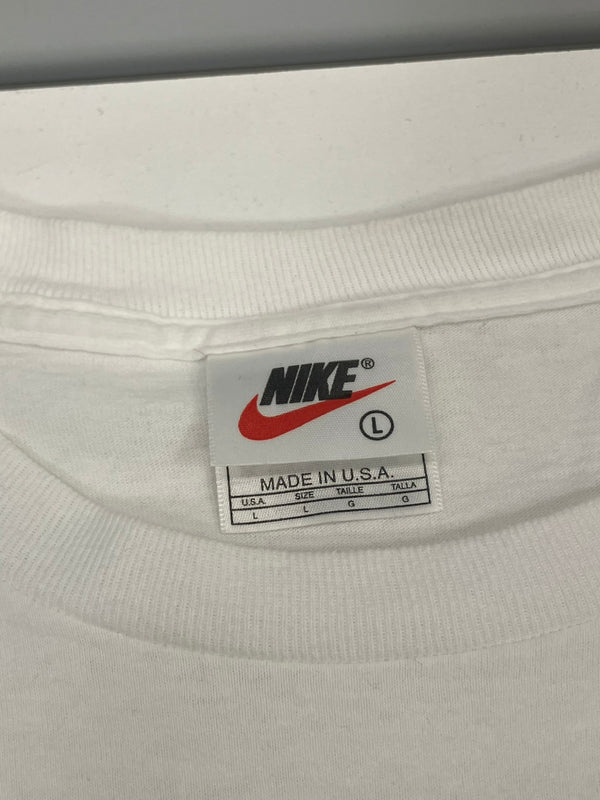 NIKE®
L
MADE IN U.S.A.
U.S.A. SIZE TAILLE TALLA
L L G G